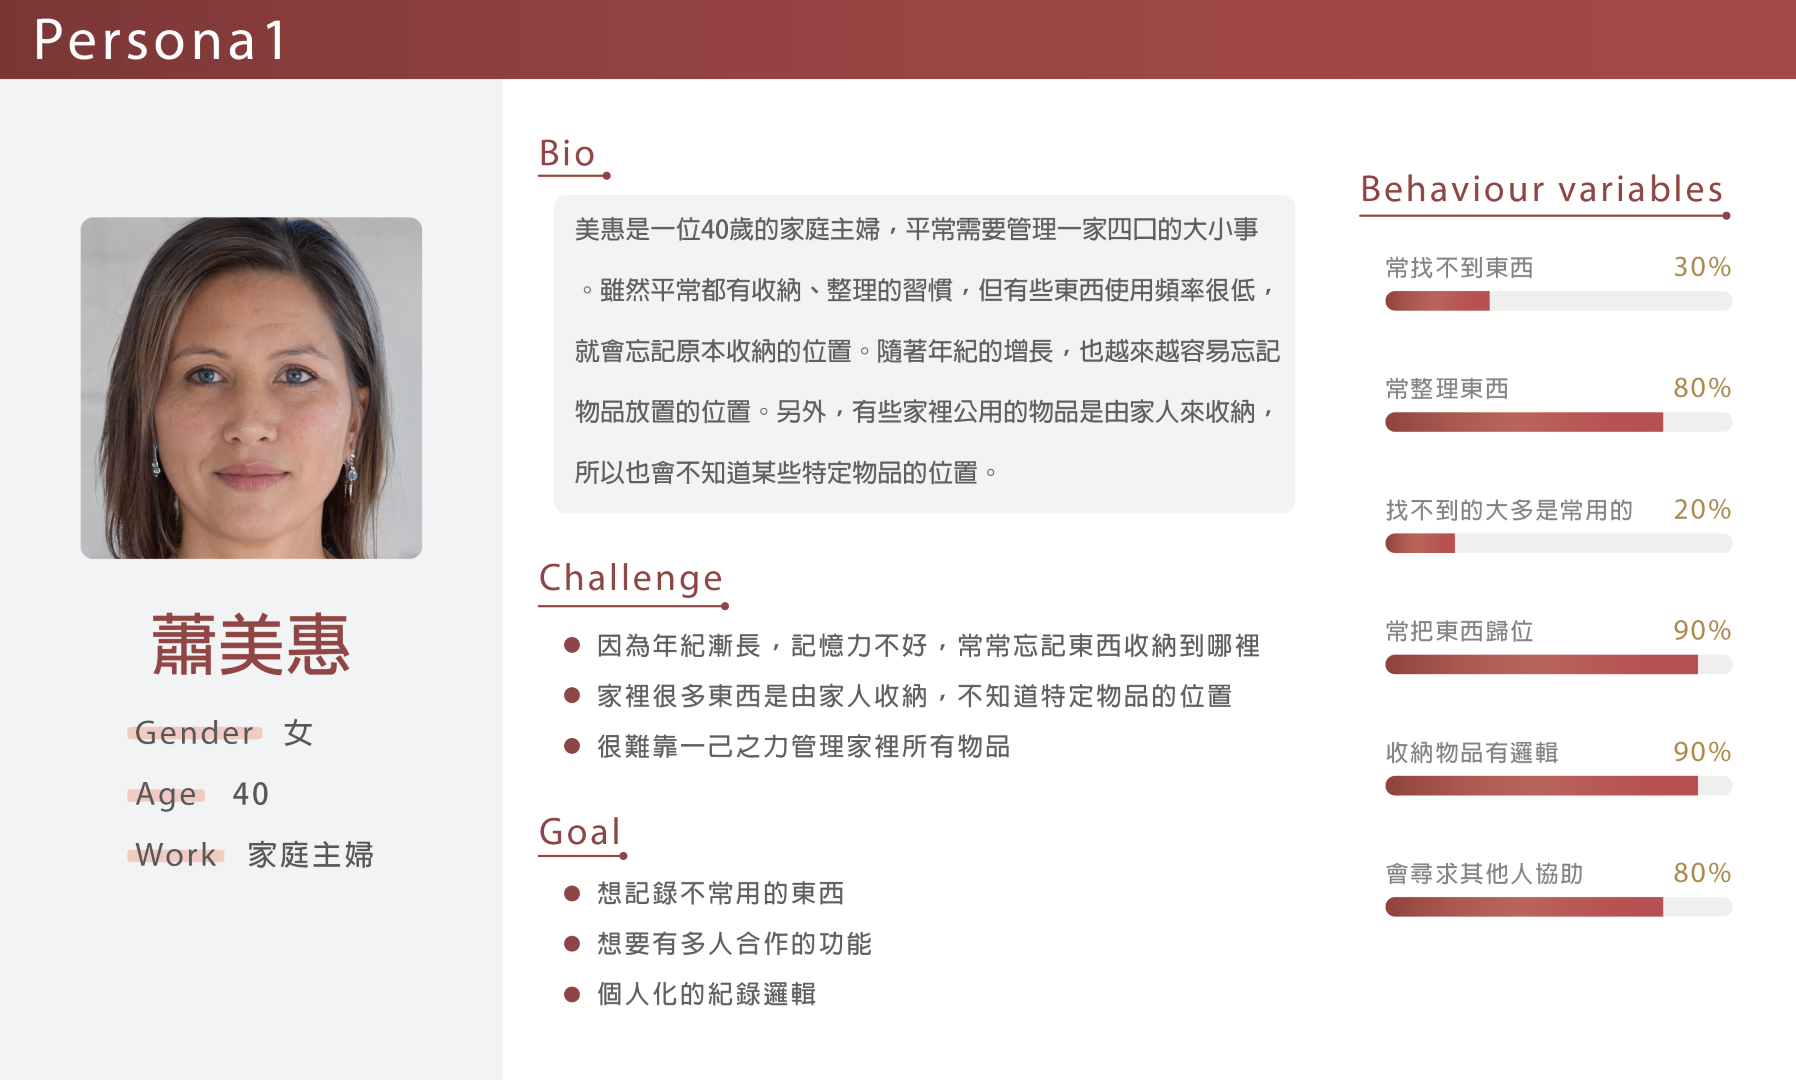 Persona1
蕭美惠
Gender 女
Age 40
Work 家庭主婦
Bio
美惠是一位40歲的家庭主婦，平常需要管理一家四口的大小事
。雖然平常都有收納、整理的習慣，但有些東西使用頻率很低，
就會忘記原本收納的位置。隨著年紀的增長，也越來越容易忘記
物品放置的位置。另外，有些家裡公用的物品是由家人來收納，
所以也會不知道某些特定物品的位置。
Challenge
因為年紀漸長，記憶力不好，常常忘記東西收納到哪裡
家裡很多東西是由家人收納，不知道特定物品的位置
很難靠一己之力管理家裡所有物品
Goal
想記錄不常用的東西
想要有多人合作的功能
個人化的紀錄邏輯
Behaviour variables
常找不到東西 30%
常整理東西 80%
找不到的大多是常用的 20%
常把東西歸位 90%
收納物品有邏輯 90%
會尋求其他人協助 80%